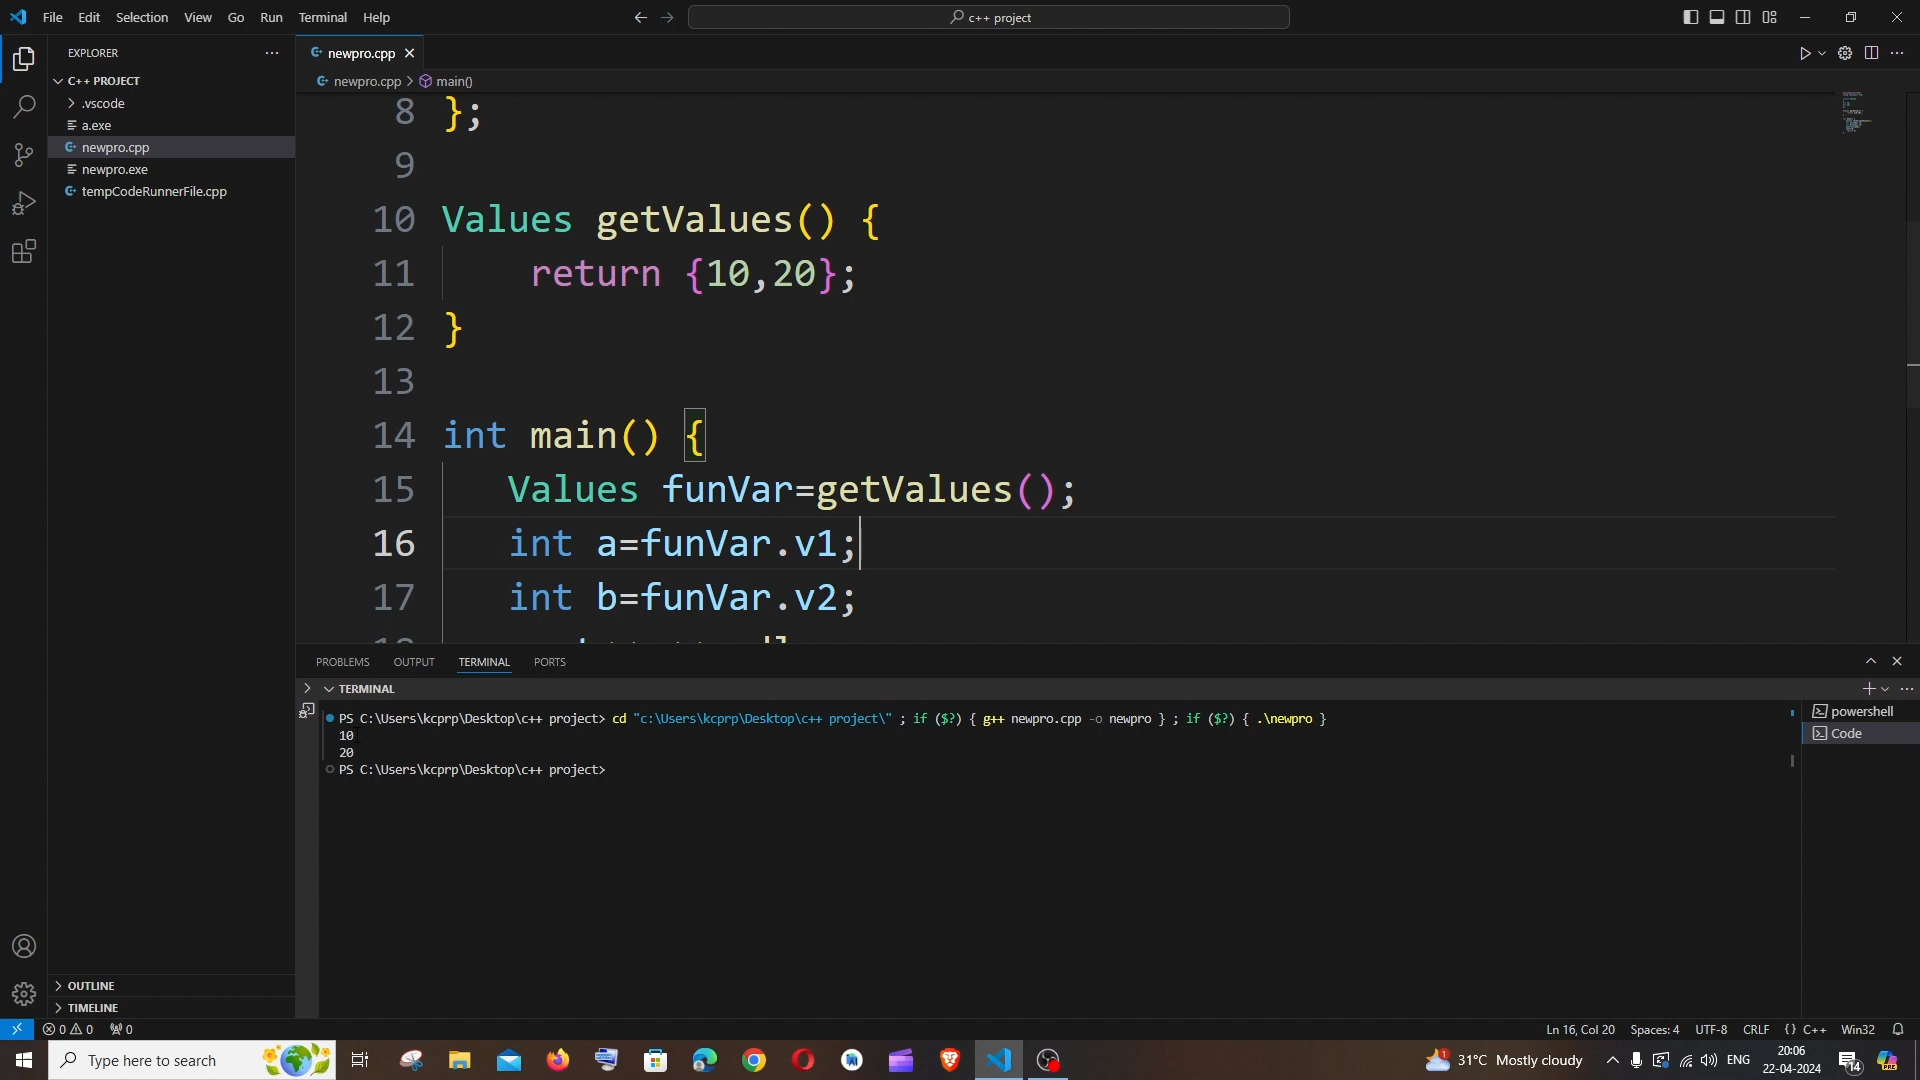 File Edit Selection View Go Run Terminal Help
c++ project
EXPLORER
C++ PROJECT
.vscode
a.exe
newpro.cpp
newpro.exe
tempCodeRunnerFile.cpp
OUTLINE
TIMELINE
newpro.cpp
newpro.cpp > main()
8 };
9
10 Values getValues() {
11 return {10,20};
12 }
13
14 int main() {
15 Values funVar=getValues();
16 int a=funVar.v1;
17 int b=funVar.v2;
PROBLEMS OUTPUT TERMINAL PORTS
TERMINAL
PS C:\Users\kcprp\Desktop\c++ project> cd "c:\Users\kcprp\Desktop\c++ project\" ; if ($?) { g++ newpro.cpp -o newpro } ; if ($?) { .\newpro }
10
20
PS C:\Users\kcprp\Desktop\c++ project>
powershell
Code
0 0 0
Ln 16, Col 20 Spaces: 4 UTF-8 CRLF {} C++ Win32
Type here to search
1 31°C Mostly cloudy
ENG
20:06
22-04-2024
14
PRE